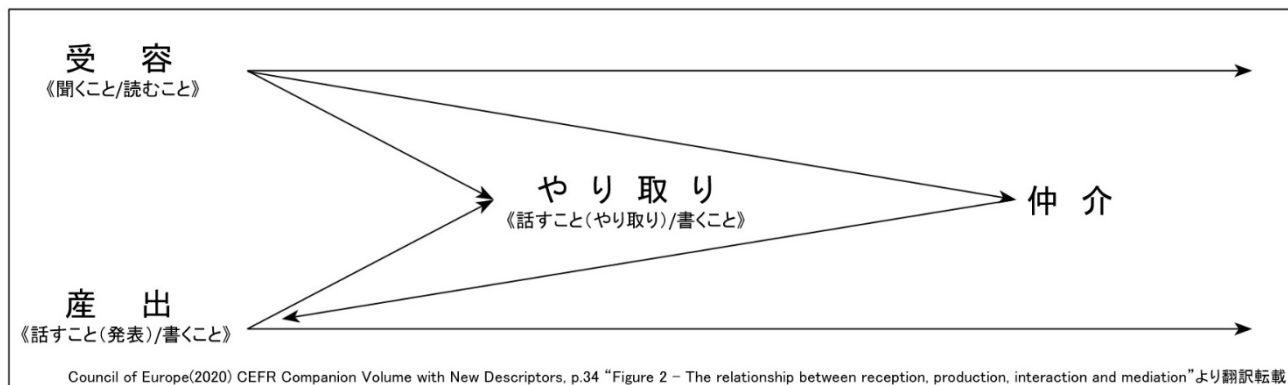 受　容
《聞くこと/読むこと》
や り 取 り
《話すこと(やり取り)/書くこと》
仲 介
産　出
《話すこと(発表)/書くこと》
Council of Europe(2020) CEFR Companion Volume with New Descriptors, p.34 “Figure 2 – The relationship between reception, production, interaction and mediation”より翻訳転載